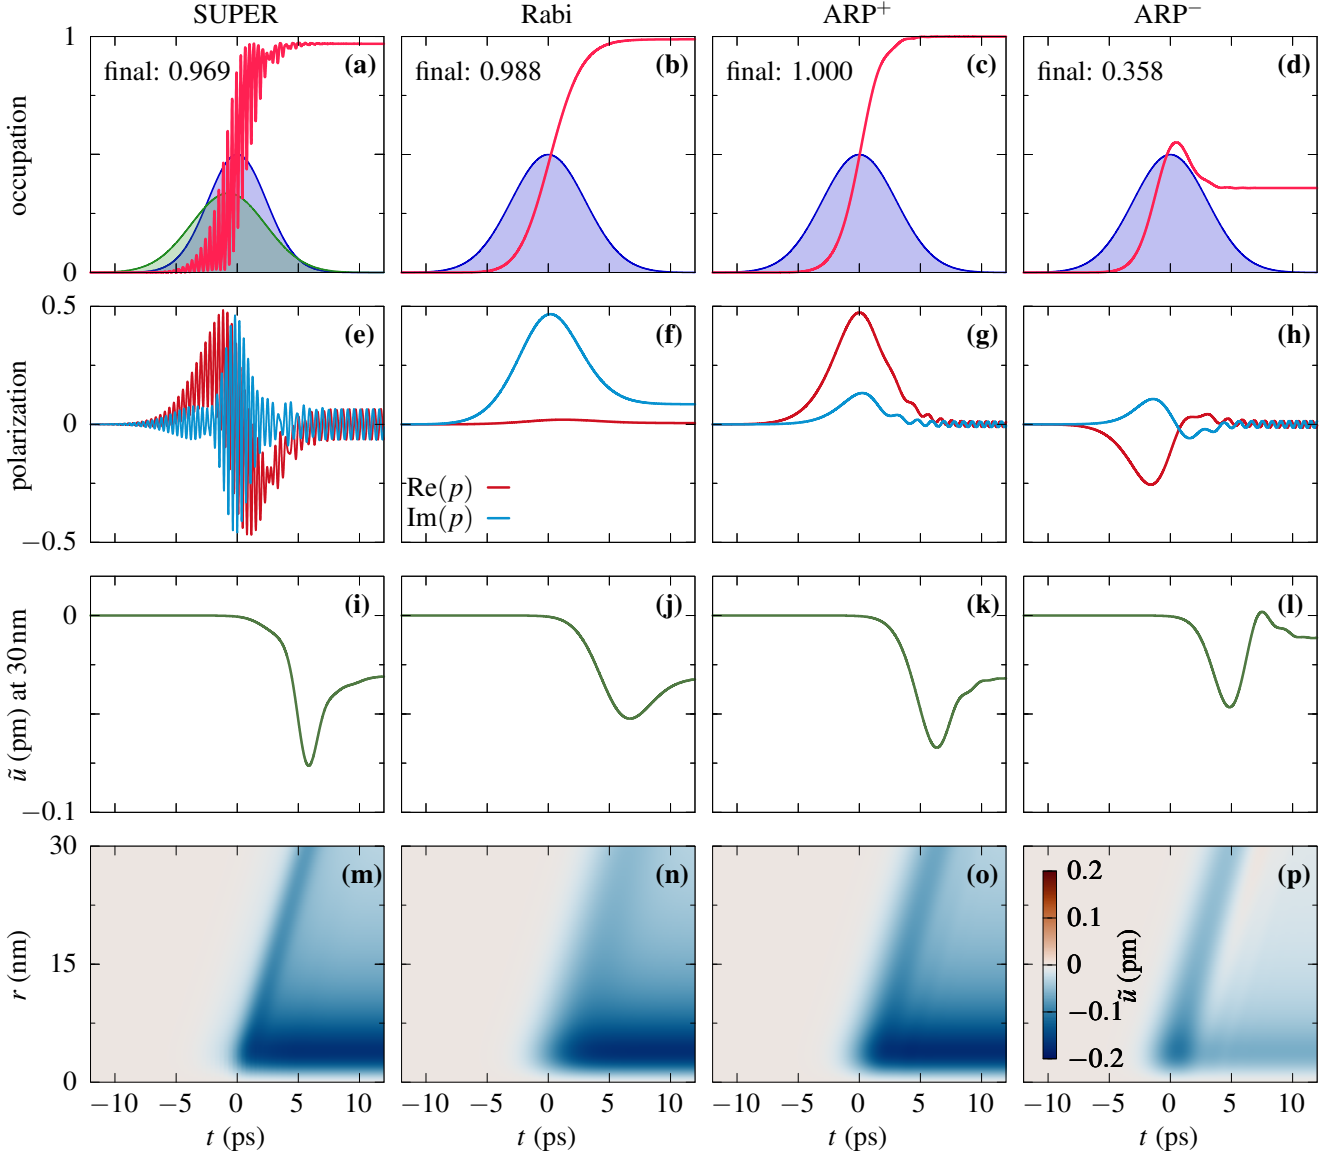 SUPER Rabi ARP⁺ ARP⁻
1
final: 0.969 (a) final: 0.988 (b) final: 1.000 (c) final: 0.358 (d)
occupation
0
0.5
(e) (f) (g) (h)
polarization
0
Re(p)
Im(p)
−0.5
(i) (j) (k) (l)
0
ũ (pm) at 30nm
−0.1
30
(m) (n) (o) (p)
0.2
0.1
r (nm)
15
0
ũ (pm)
−0.1
−0.2
0
−10 −5 0 5 10 −10 −5 0 5 10 −10 −5 0 5 10 −10 −5 0 5 10
t (ps) t (ps) t (ps) t (ps)